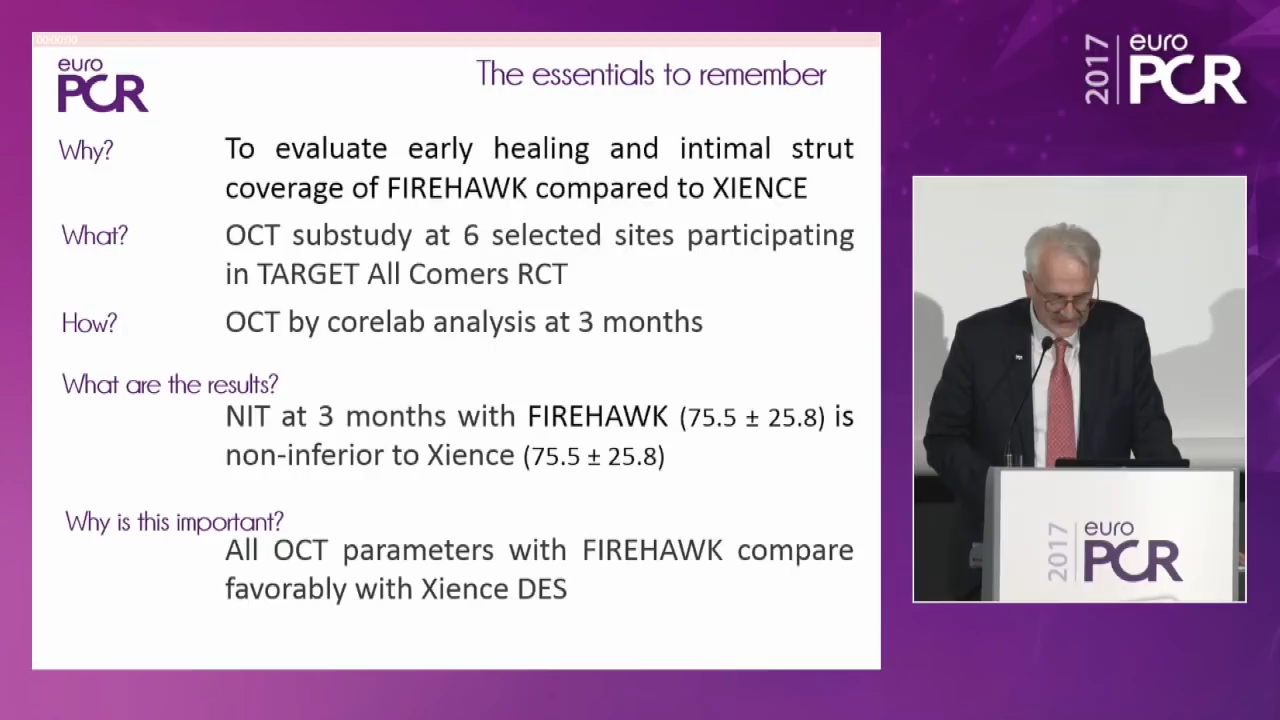 00:00:00
euro
PCR
The essentials to remember
Why?
To evaluate early healing and intimal strut
coverage of FIREHAWK compared to XIENCE
What?
OCT substudy at 6 selected sites participating
in TARGET All Comers RCT
How?
OCT by corelab analysis at 3 months
What are the results?
NIT at 3 months with FIREHAWK (75.5 ± 25.8) is
non-inferior to Xience (75.5 ± 25.8)
Why is this important?
All OCT parameters with FIREHAWK compare
favorably with Xience DES
2017
euro
PCR
2017
euro
PCR